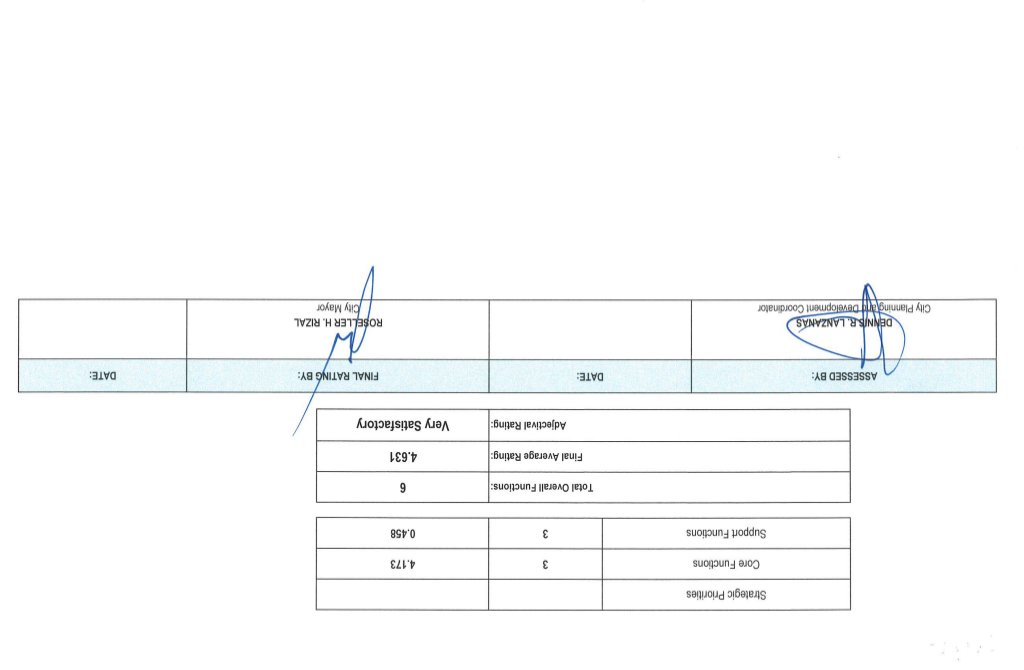 Strategic Priorities
Core Functions 3 4.173
Support Functions 3 0.458
Total Overall Functions: 6
Final Average Rating: 4.631
Adjectival Rating: Very Satisfactory
ASSESSED BY: DATE: FINAL RATING BY: DATE:
DENNIS R. LANZANAS ROSELLER H. RIZAL
City Planning and Development Coordinator City Mayor